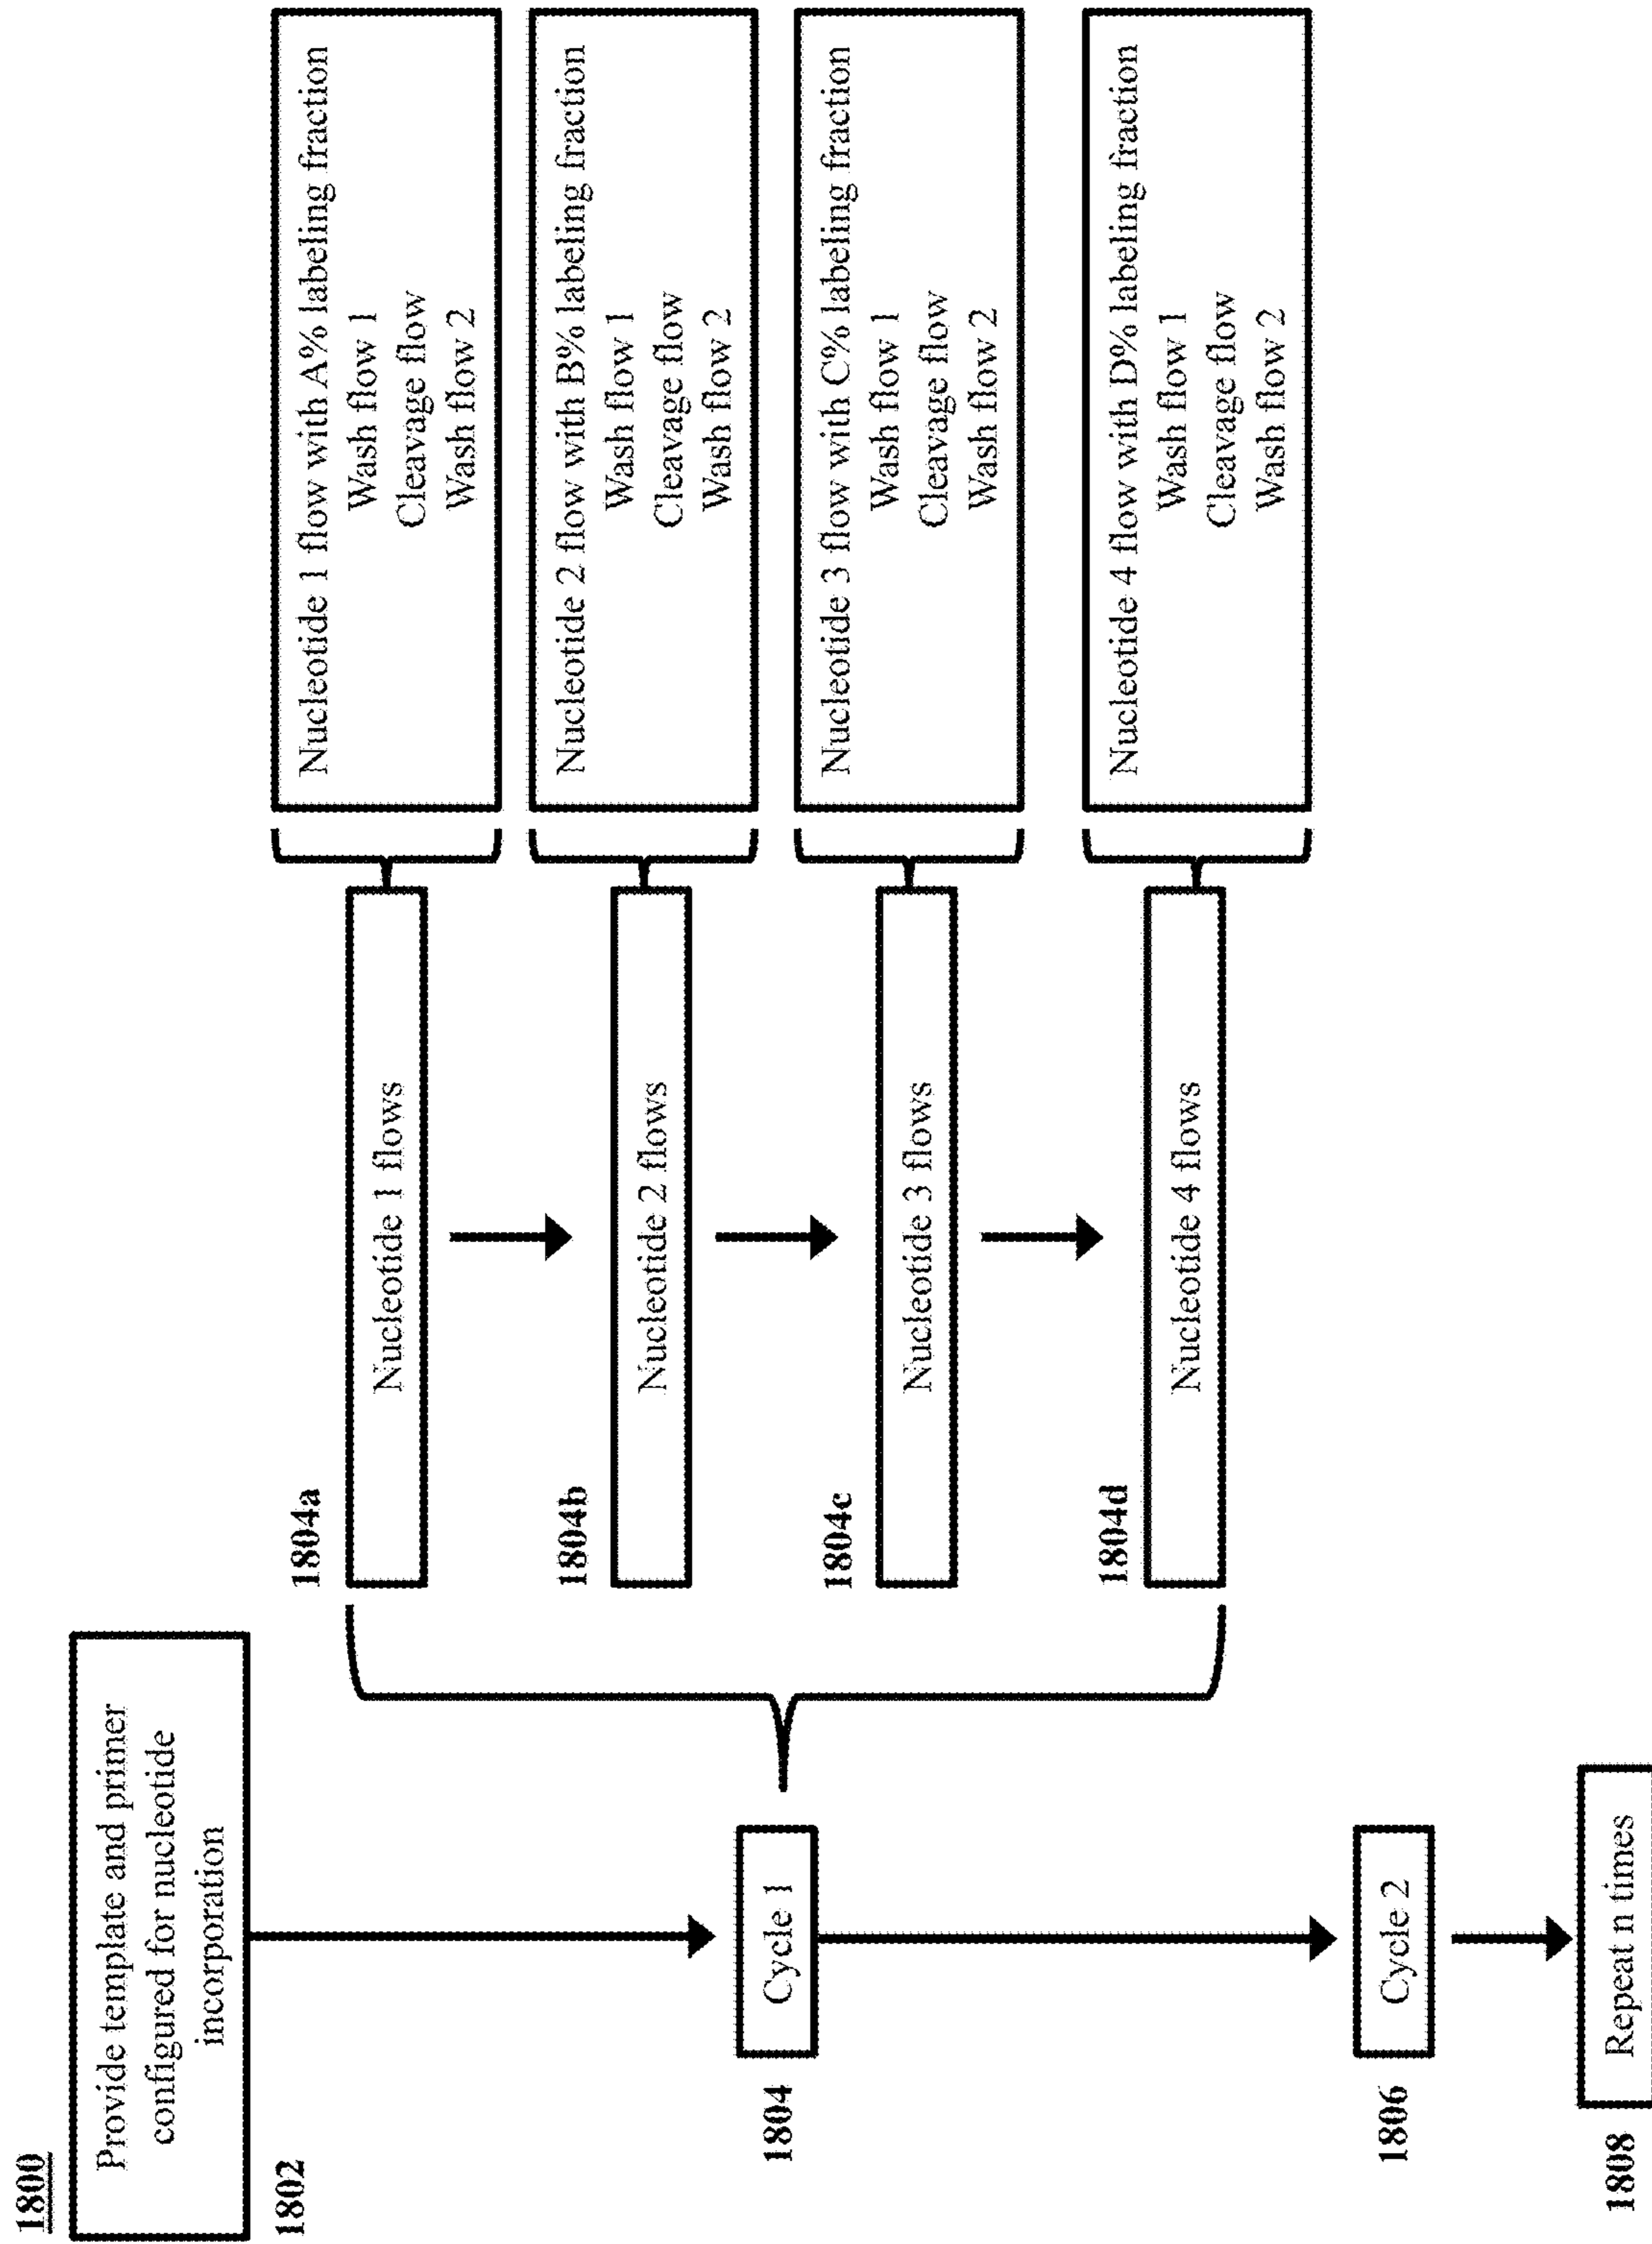 1800
Provide template and primer
configured for nucleotide
incorporation
1802
Cycle 1
1804
Nucleotide 1 flows
1804a
Nucleotide 1 flow with A% labeling fraction
Wash flow 1
Cleavage flow
Wash flow 2
Nucleotide 2 flows
1804b
Nucleotide 2 flow with B% labeling fraction
Wash flow 1
Cleavage flow
Wash flow 2
Nucleotide 3 flows
1804c
Nucleotide 3 flow with C% labeling fraction
Wash flow 1
Cleavage flow
Wash flow 2
Nucleotide 4 flows
1804d
Nucleotide 4 flow with D% labeling fraction
Wash flow 1
Cleavage flow
Wash flow 2
Cycle 2
1806
Repeat n times
1808